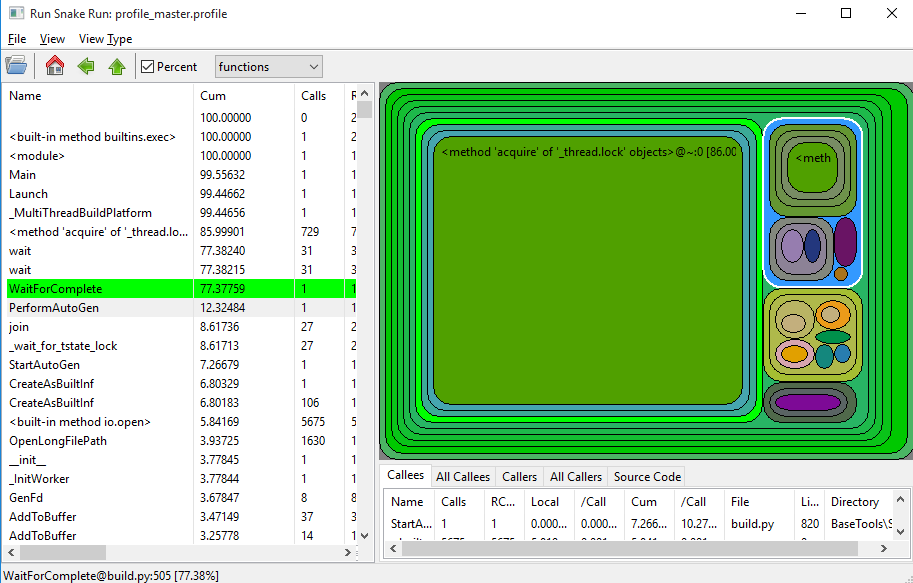 Run Snake Run: profile_master.profile
File View View Type
Percent functions
Name Cum Calls R
100.00000 0 2
<built-in method builtins.exec> 100.00000 1 1
<module> 100.00000 1 1
Main 99.55632 1 1
Launch 99.44662 1 1
_MultiThreadBuildPlatform 99.44656 1 1
<method 'acquire' of '_thread.lo... 85.99901 729 7
wait 77.38240 31 3
wait 77.38215 31 3
WaitForComplete 77.37759 1 1
PerformAutoGen 12.32484 1 1
join 8.61736 27 2
_wait_for_tstate_lock 8.61713 27 2
StartAutoGen 7.26679 1 1
CreateAsBuiltInf 6.80329 1 1
CreateAsBuiltInf 6.80183 106 1
<built-in method io.open> 5.84169 5675 5
OpenLongFilePath 3.93725 1630 1
__init__ 3.77845 1 1
_InitWorker 3.77844 1 1
GenFd 3.67847 8 8
AddToBuffer 3.47149 37 3
AddToBuffer 3.25778 14 1
<method 'acquire' of '_thread.lock' objects>@~:0 [86.00
<meth
Callees All Callees Callers All Callers Source Code
Name Calls RC... Local /Call Cum /Call File Li... Directory
StartA... 1 1 0.000... 0.000... 7.266... 10.27... build.py 820 BaseTools\S
WaitForComplete@build.py:505 [77.38%]